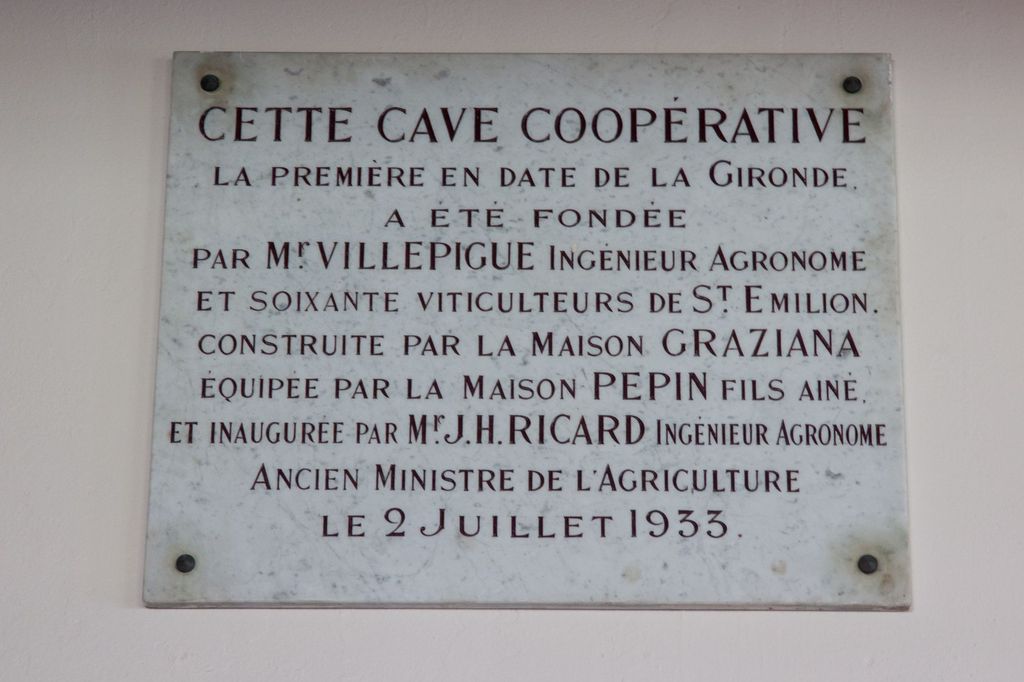 CETTE CAVE COOPÉRATIVE
LA PREMIÈRE EN DATE DE LA GIRONDE.
A ÉTÉ FONDÉE
PAR Mr. VILLEPIGUE INGÉNIEUR AGRONOME
ET SOIXANTE VITICULTEURS DE ST. EMILION.
CONSTRUITE PAR LA MAISON GRAZIANA
ÉQUIPÉE PAR LA MAISON PEPIN FILS AINÉ.
ET INAUGURÉE PAR Mr. J.H. RICARD INGÉNIEUR AGRONOME
ANCIEN MINISTRE DE L'AGRICULTURE
LE 2 JUILLET 1933.